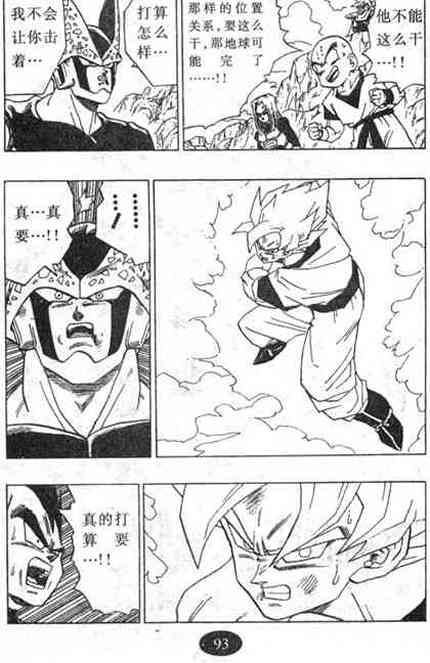 他不能
这么干
…!!
那样的位置
关系，要这么
干，那地球可
能完了
……!!
打算
怎么
样…
我不会
让你击
着…
……
真…真
要…!!
真的打
算要
…!!
93